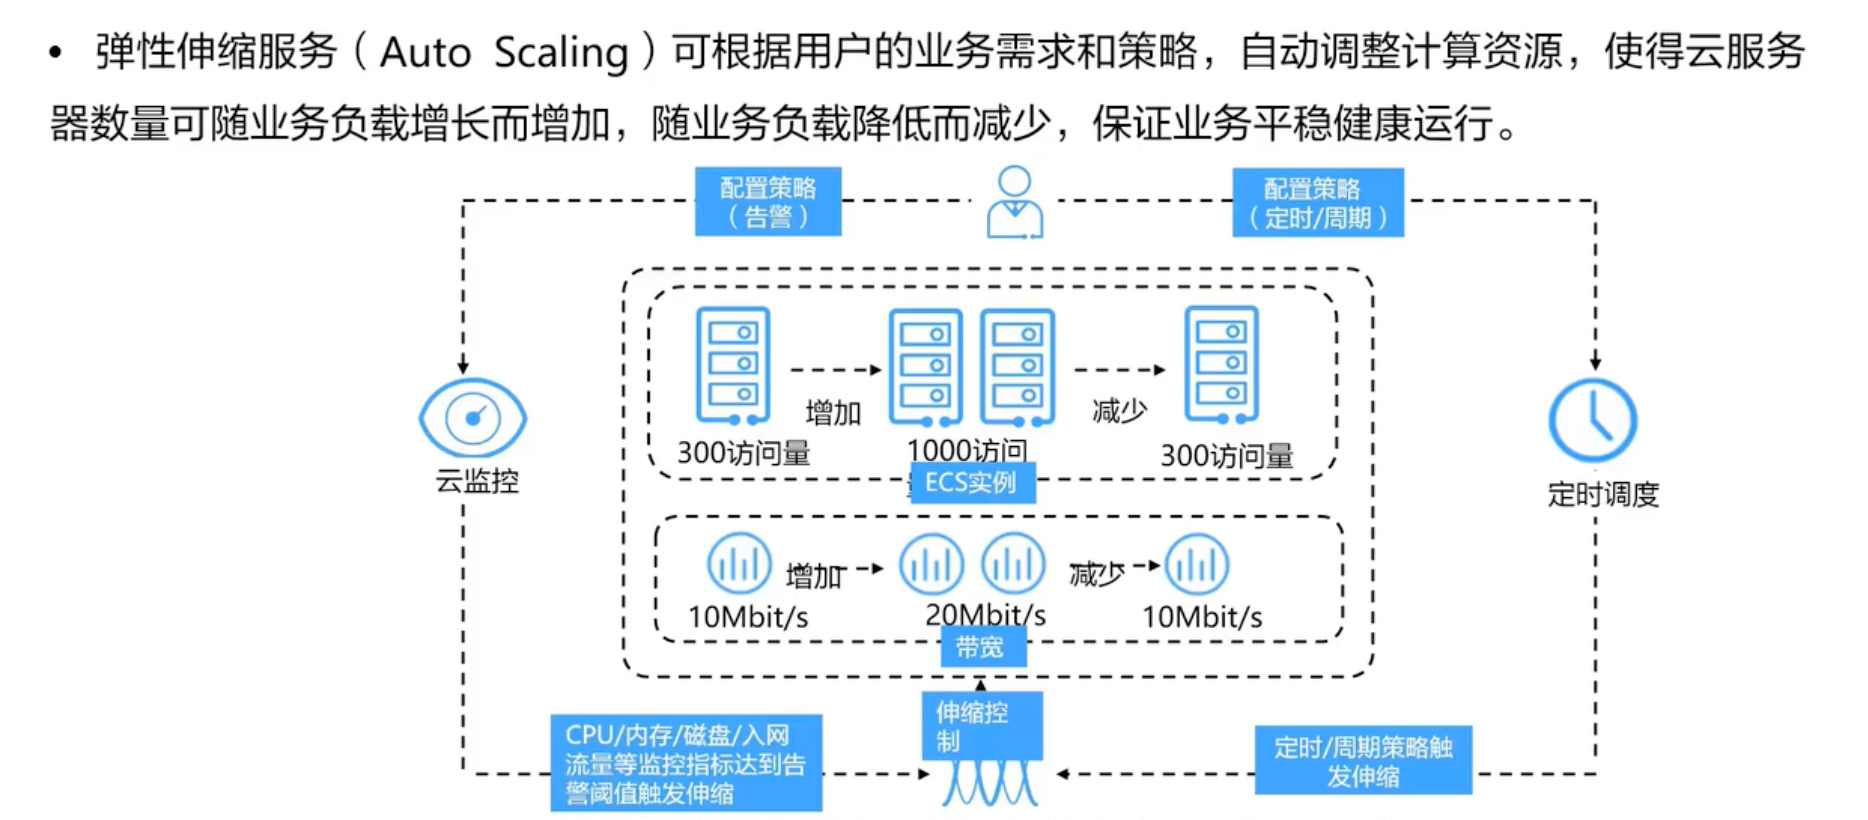 • 弹性伸缩服务（Auto Scaling）可根据用户的业务需求和策略，自动调整计算资源，使得云服务
器数量可随业务负载增长而增加，随业务负载降低而减少，保证业务平稳健康运行。
配置策略
（告警）
配置策略
（定时/周期）
增加
减少
300访问量
1000访问
300访问量
ECS实例
云监控
定时调度
增加
减少
10Mbit/s
20Mbit/s
10Mbit/s
带宽
伸缩控
制
CPU/内存/磁盘/入网
流量等监控指标达到告
警阈值触发伸缩
定时/周期策略触
发伸缩